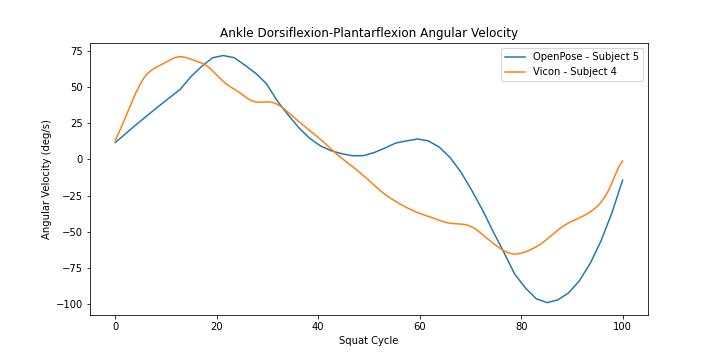 Ankle Dorsiflexion-Plantarflexion Angular Velocity
OpenPose - Subject 5
Vicon - Subject 4
Angular Velocity (deg/s)
75
50
25
0
−25
−50
−75
−100
0 20 40 60 80 100
Squat Cycle